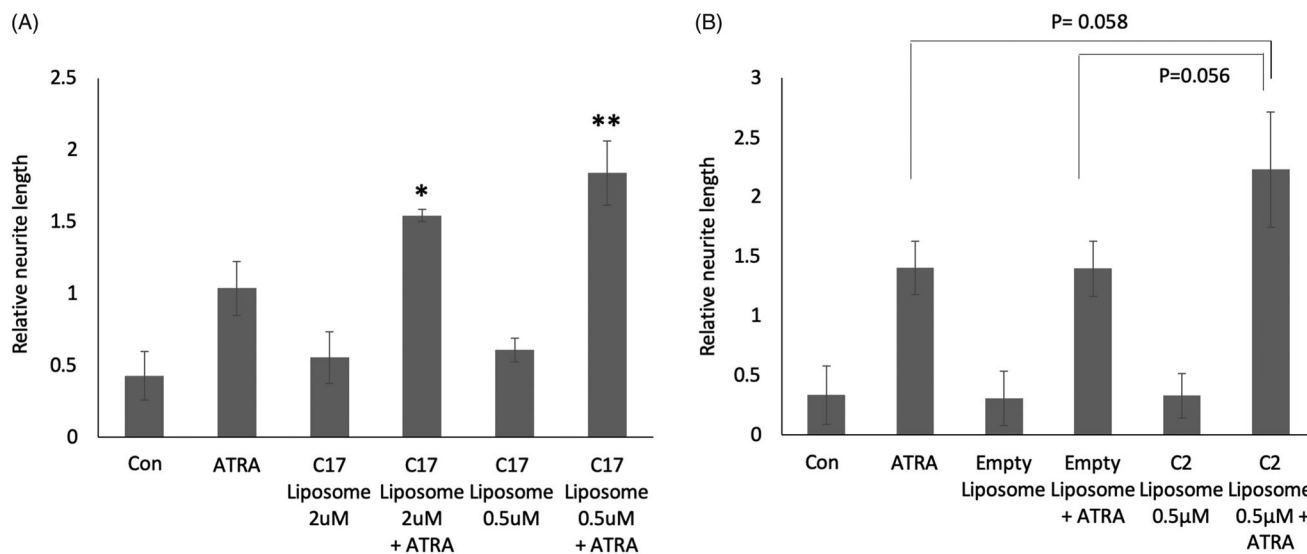 (A)
Relative neurite length
2.5
2
1.5
1
0.5
0
*
**
Con
ATRA
C17
Liposome
2uM
C17
Liposome
2uM
+ ATRA
C17
Liposome
0.5uM
C17
Liposome
0.5uM
+ ATRA
(B)
P= 0.058
P=0.056
Relative neurite length
3
2.5
2
1.5
1
0.5
0
Con
ATRA
Empty
Liposome
Empty
Liposome
+ ATRA
C2
Liposome
0.5µM
C2
Liposome
0.5µM +
ATRA